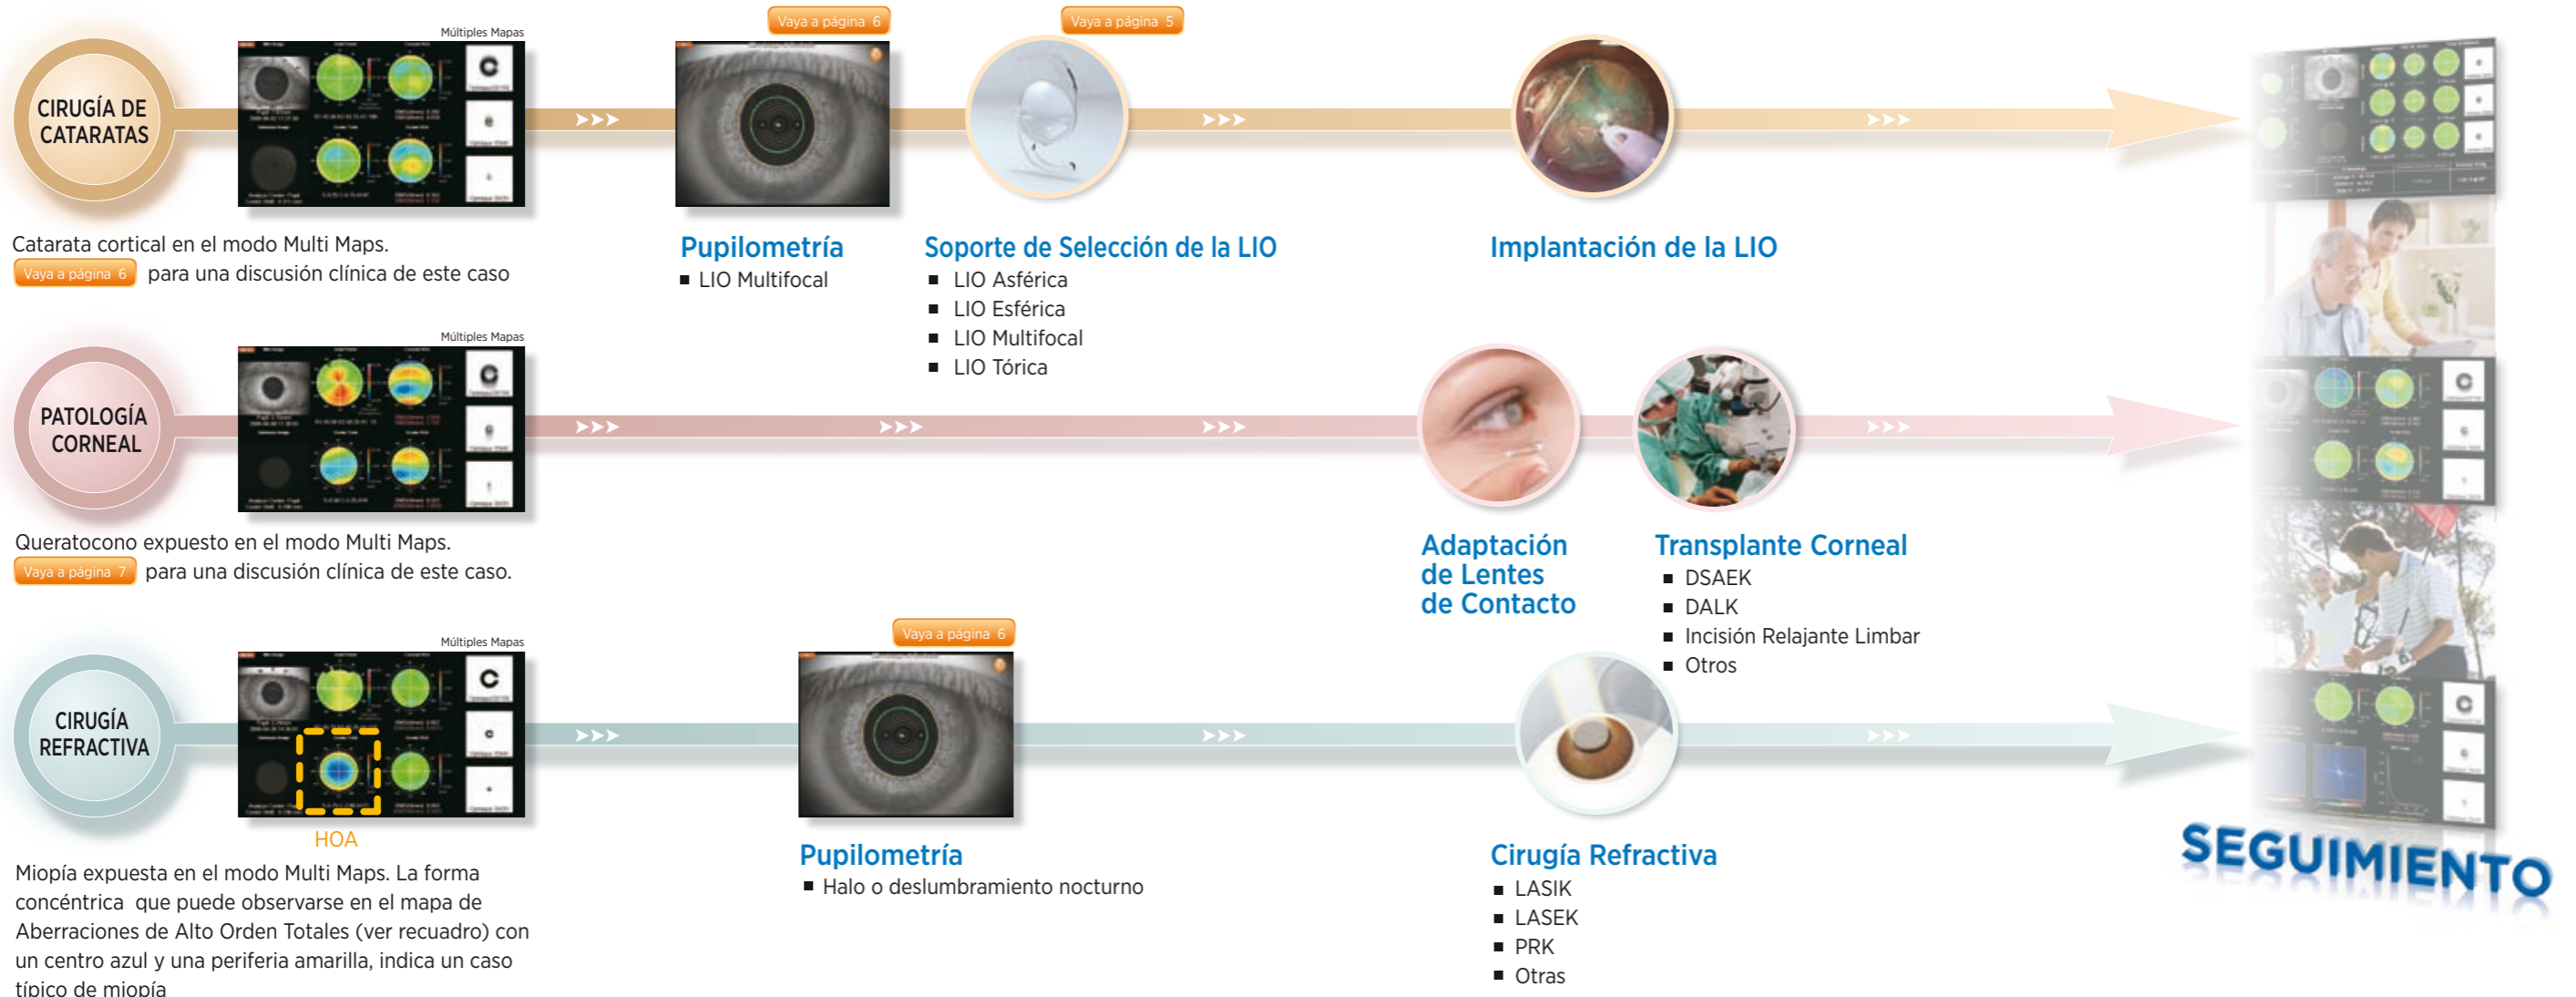 Vaya a página 6
Vaya a página 5
Múltiples Mapas
CIRUGÍA DE
CATARATAS
Catarata cortical en el modo Multi Maps.
Vaya a página 6 para una discusión clínica de este caso
Pupilometría
■ LIO Multifocal
Soporte de Selección de la LIO
■ LIO Asférica
■ LIO Esférica
■ LIO Multifocal
■ LIO Tórica
Implantación de la LIO
Múltiples Mapas
PATOLOGÍA
CORNEAL
Queratocono expuesto en el modo Multi Maps.
Vaya a página 7 para una discusión clínica de este caso.
Adaptación
de Lentes
de Contacto
Transplante Corneal
■ DSAEK
■ DALK
■ Incisión Relajante Limbar
■ Otros
Múltiples Mapas
Vaya a página 6
CIRUGÍA
REFRACTIVA
HOA
Miopía expuesta en el modo Multi Maps. La forma
concéntrica que puede observarse en el mapa de
Aberraciones de Alto Orden Totales (ver recuadro) con
un centro azul y una periferia amarilla, indica un caso
típico de miopía
Pupilometría
■ Halo o deslumbramiento nocturno
Cirugía Refractiva
■ LASIK
■ LASEK
■ PRK
■ Otras
SEGUIMIENTO